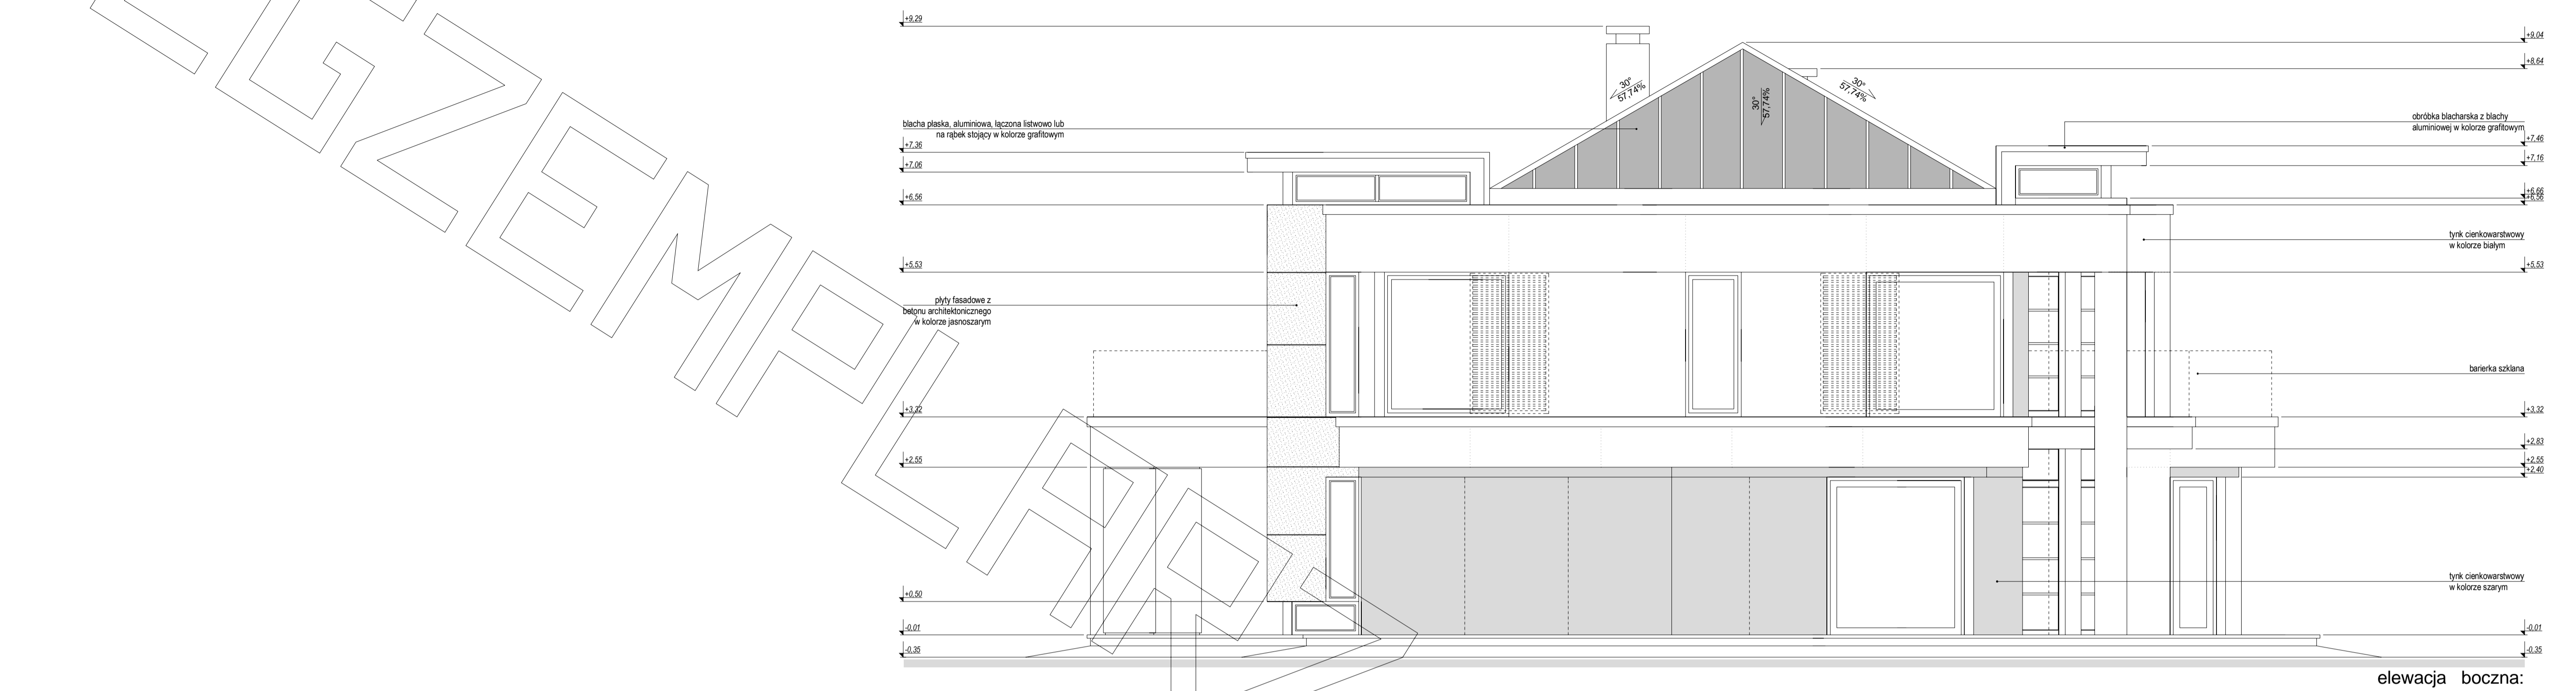 EGZEMPLARZ
+9,29
+9,04
+8,64
30°
57,74%
30°
57,74%
30°
57,74%
blacha płaska, aluminiowa, łączona listwowo lub
na rąbek stojący w kolorze grafitowym
obróbka blacharska z blachy
aluminiowej w kolorze grafitowym
+7,36
+7,06
+6,56
+7,46
+7,16
+6,66
+6,56
tynk cienkowarstwowy
w kolorze białym
+5,53
+5,53
płyty fasadowe z
betonu architektonicznego
w kolorze jasnoszarym
barierka szklana
+3,32
+3,32
+2,83
+2,55
+2,55
+2,40
tynk cienkowarstwowy
w kolorze szarym
+0,50
-0,01
-0,01
-0,35
-0,35
elewacja boczna: